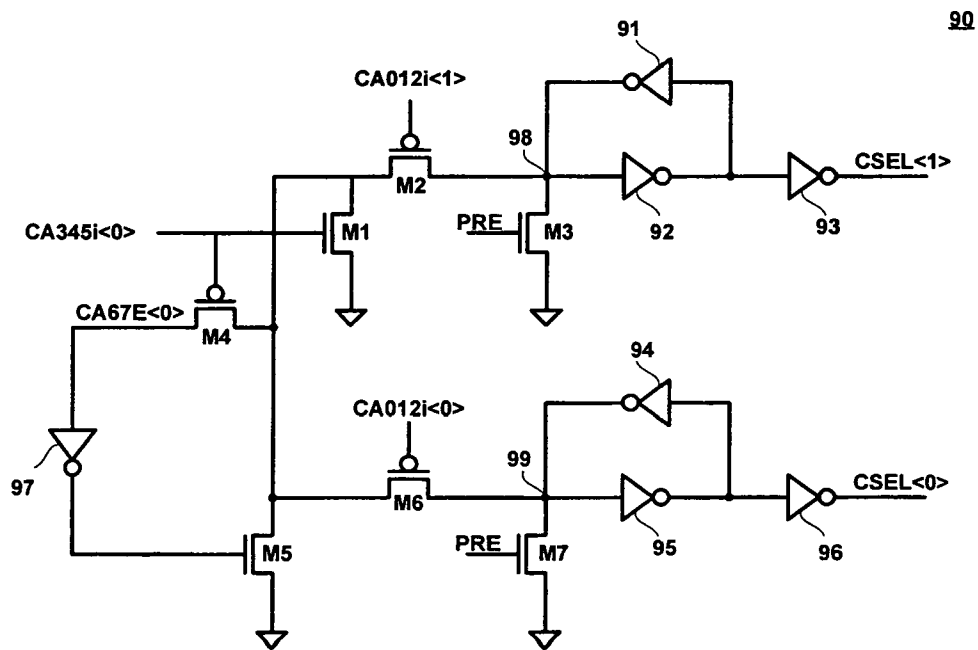 90
91
CA012i<1>
98
CSEL<1>
M2
92
93
CA345i<0>
M1
PRE
M3
CA67E<0>
M4
94
CA012i<0>
99
CSEL<0>
97
M6
95
96
M5
PRE
M7